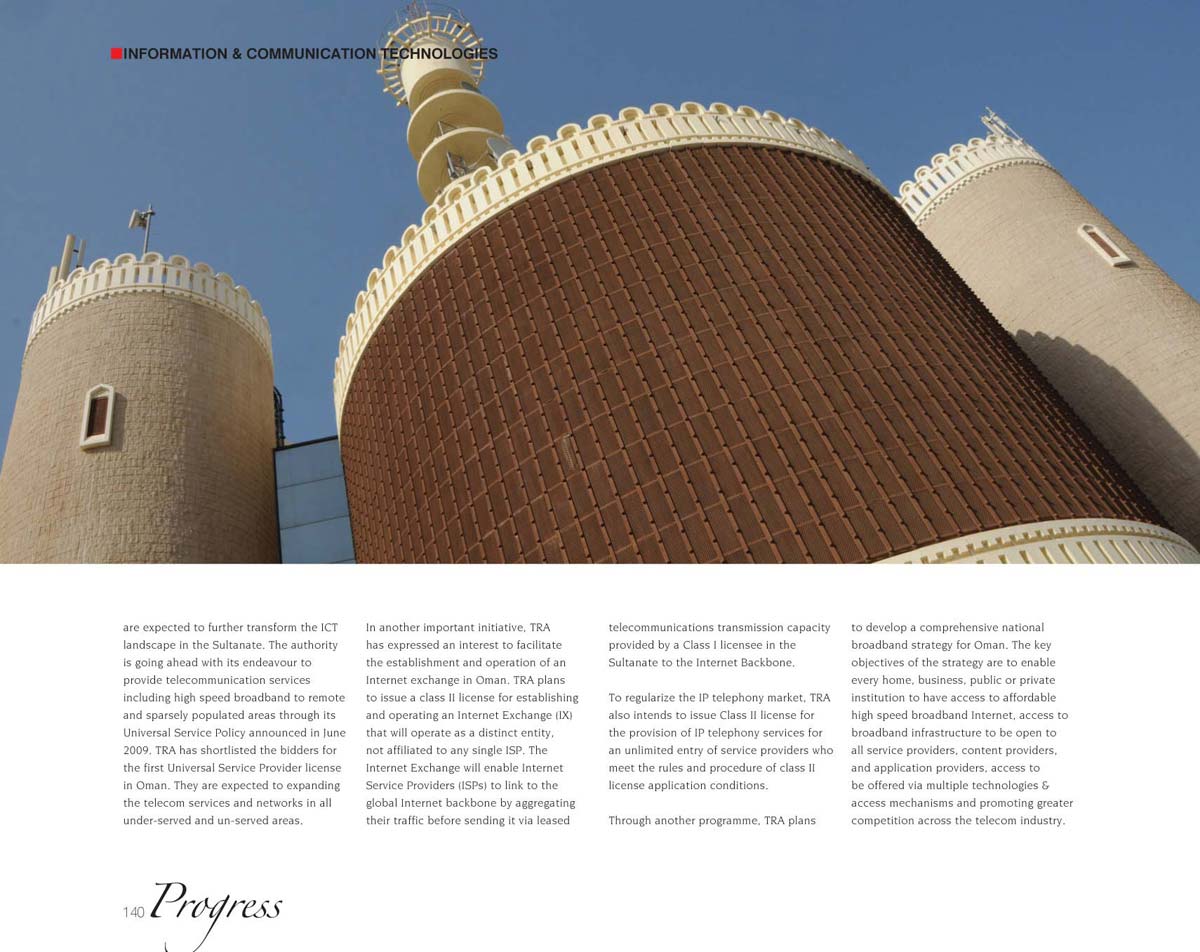 INFORMATION & COMMUNICATION TECHNOLOGIES
are expected to further transform the ICT
landscape in the Sultanate. The authority
is going ahead with its endeavour to
provide telecommunication services
including high speed broadband to remote
and sparsely populated areas through its
Universal Service Policy announced in June
2009. TRA has shortlisted the bidders for
the first Universal Service Provider license
in Oman. They are expected to expanding
the telecom services and networks in all
under-served and un-served areas.
In another important initiative, TRA
has expressed an interest to facilitate
the establishment and operation of an
Internet exchange in Oman. TRA plans
to issue a class II license for establishing
and operating an Internet Exchange (IX)
that will operate as a distinct entity,
not affiliated to any single ISP. The
Internet Exchange will enable Internet
Service Providers (ISPs) to link to the
global Internet backbone by aggregating
their traffic before sending it via leased
telecommunications transmission capacity
provided by a Class I licensee in the
Sultanate to the Internet Backbone.
To regularize the IP telephony market, TRA
also intends to issue Class II license for
the provision of IP telephony services for
an unlimited entry of service providers who
meet the rules and procedure of class II
license application conditions.
Through another programme, TRA plans
to develop a comprehensive national
broadband strategy for Oman. The key
objectives of the strategy are to enable
every home, business, public or private
institution to have access to affordable
high speed broadband Internet, access to
broadband infrastructure to be open to
all service providers, content providers,
and application providers, access to
be offered via multiple technologies &
access mechanisms and promoting greater
competition across the telecom industry.
140 Progress